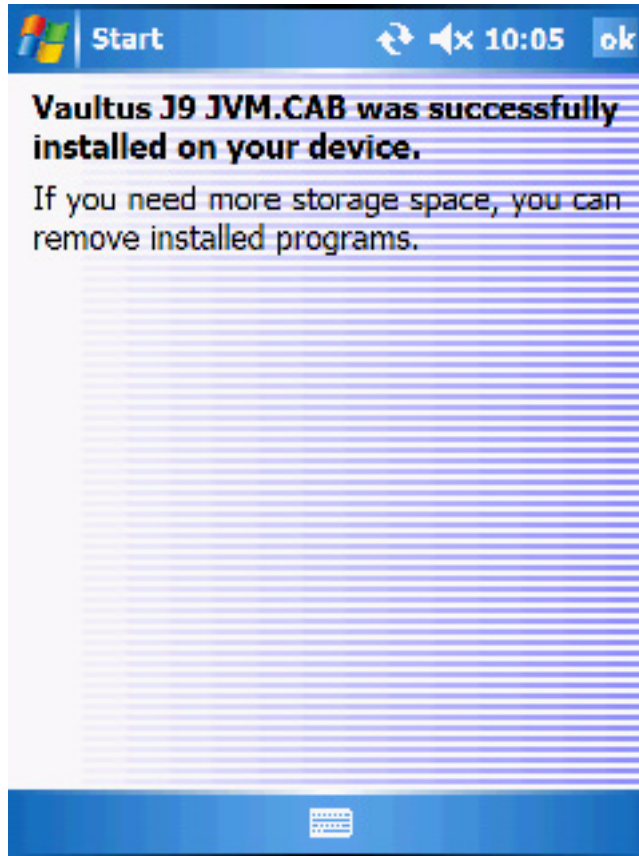 Start 10:05 ok
Vaultus J9 JVM.CAB was successfully
installed on your device.
If you need more storage space, you can
remove installed programs.